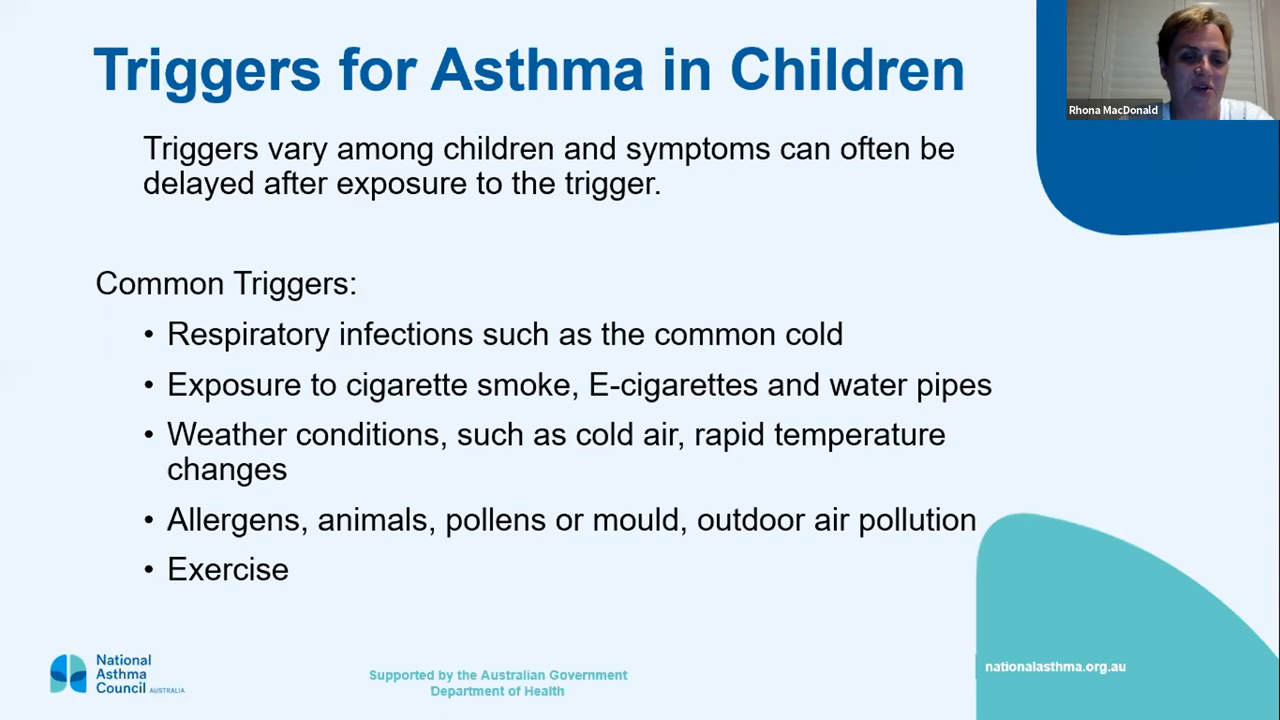 Triggers for Asthma in Children
Rhona MacDonald
Triggers vary among children and symptoms can often be
delayed after exposure to the trigger.
Common Triggers:
• Respiratory infections such as the common cold
• Exposure to cigarette smoke, E-cigarettes and water pipes
• Weather conditions, such as cold air, rapid temperature
changes
• Allergens, animals, pollens or mould, outdoor air pollution
• Exercise
National
Asthma
Council AUSTRALIA
Supported by the Australian Government
Department of Health
nationalasthma.org.au